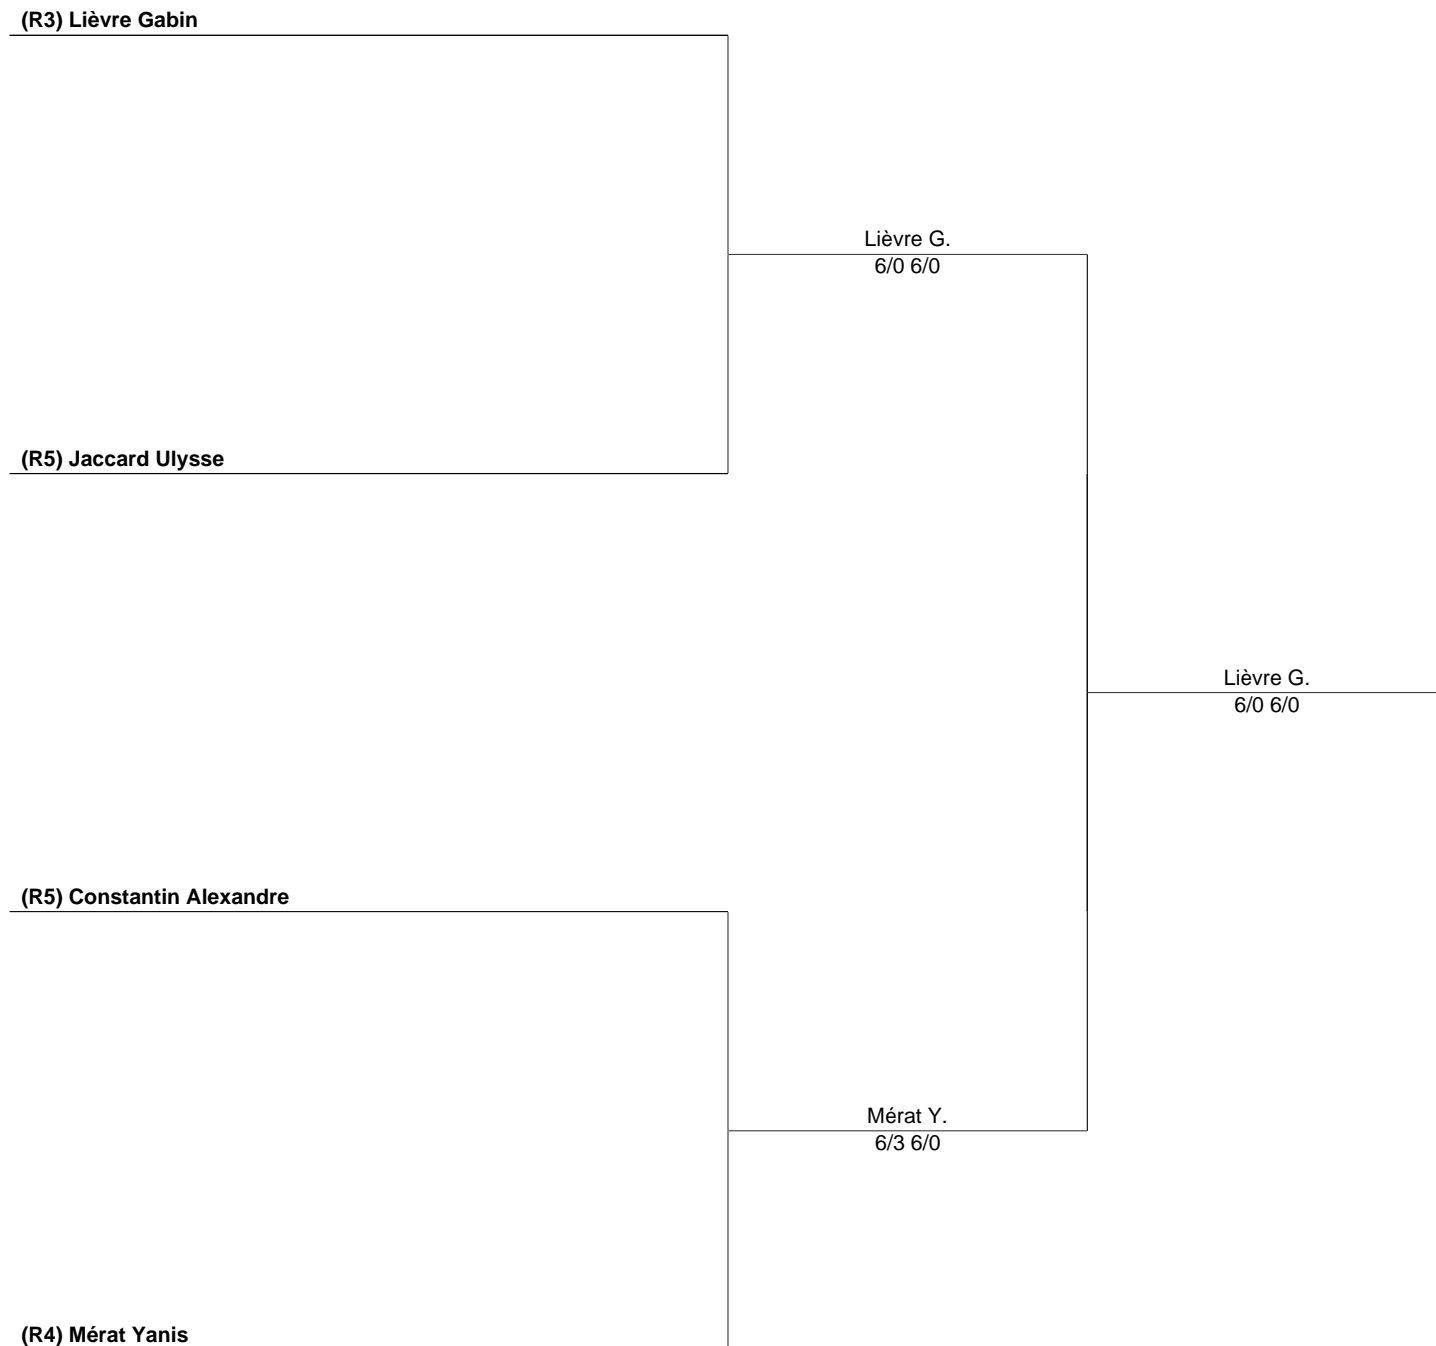 (R3) Lièvre Gabin
Lièvre G.
6/0 6/0
(R5) Jaccard Ulysse
Lièvre G.
6/0 6/0
(R5) Constantin Alexandre
Mérat Y.
6/3 6/0
(R4) Mérat Yanis